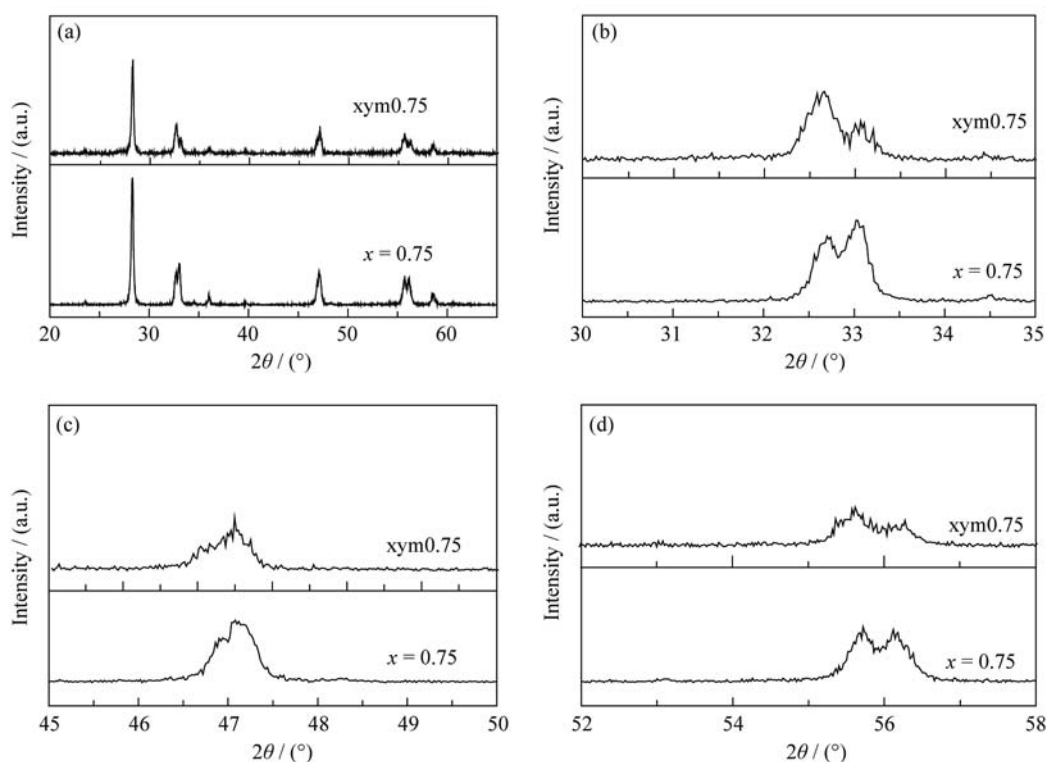 (a)
xym0.75
x = 0.75
Intensity / (a.u.)
20 30 40 50 60
2θ / (°)
(b)
xym0.75
x = 0.75
Intensity / (a.u.)
30 31 32 33 34 35
2θ / (°)
(c)
xym0.75
x = 0.75
Intensity / (a.u.)
45 46 47 48 49 50
2θ / (°)
(d)
xym0.75
x = 0.75
Intensity / (a.u.)
52 54 56 58
2θ / (°)